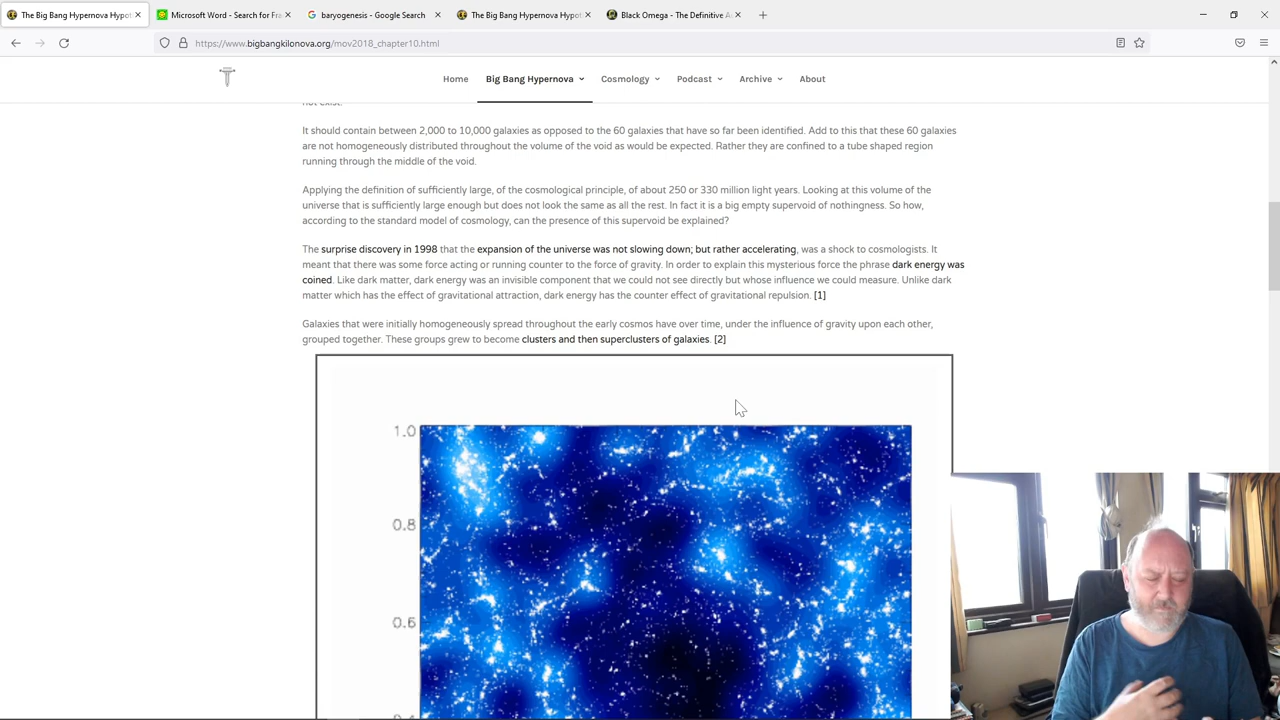 The Big Bang Hypernova Hypot
Microsoft Word - Search for Fra
baryogenesis - Google Search
The Big Bang Hypernova Hypot
Black Omega - The Definitive A
https://www.bigbangkilonova.org/mov2018_chapter10.html
Home
Big Bang Hypernova
Cosmology
Podcast
Archive
About
not exist.
It should contain between 2,000 to 10,000 galaxies as opposed to the 60 galaxies that have so far been identified. Add to this that these 60 galaxies
are not homogeneously distributed throughout the volume of the void as would be expected. Rather they are confined to a tube shaped region
running through the middle of the void.
Applying the definition of sufficiently large, of the cosmological principle, of about 250 or 330 million light years. Looking at this volume of the
universe that is sufficiently large enough but does not look the same as all the rest. In fact it is a big empty supervoid of nothingness. So how,
according to the standard model of cosmology, can the presence of this supervoid be explained?
The surprise discovery in 1998 that the expansion of the universe was not slowing down; but rather accelerating, was a shock to cosmologists. It
meant that there was some force acting or running counter to the force of gravity. In order to explain this mysterious force the phrase dark energy was
coined. Like dark matter, dark energy was an invisible component that we could not see directly but whose influence we could measure. Unlike dark
matter which has the effect of gravitational attraction, dark energy has the counter effect of gravitational repulsion. [1]
Galaxies that were initially homogeneously spread throughout the early cosmos have over time, under the influence of gravity upon each other,
grouped together. These groups grew to become clusters and then superclusters of galaxies. [2]
1.0
0.8
0.6